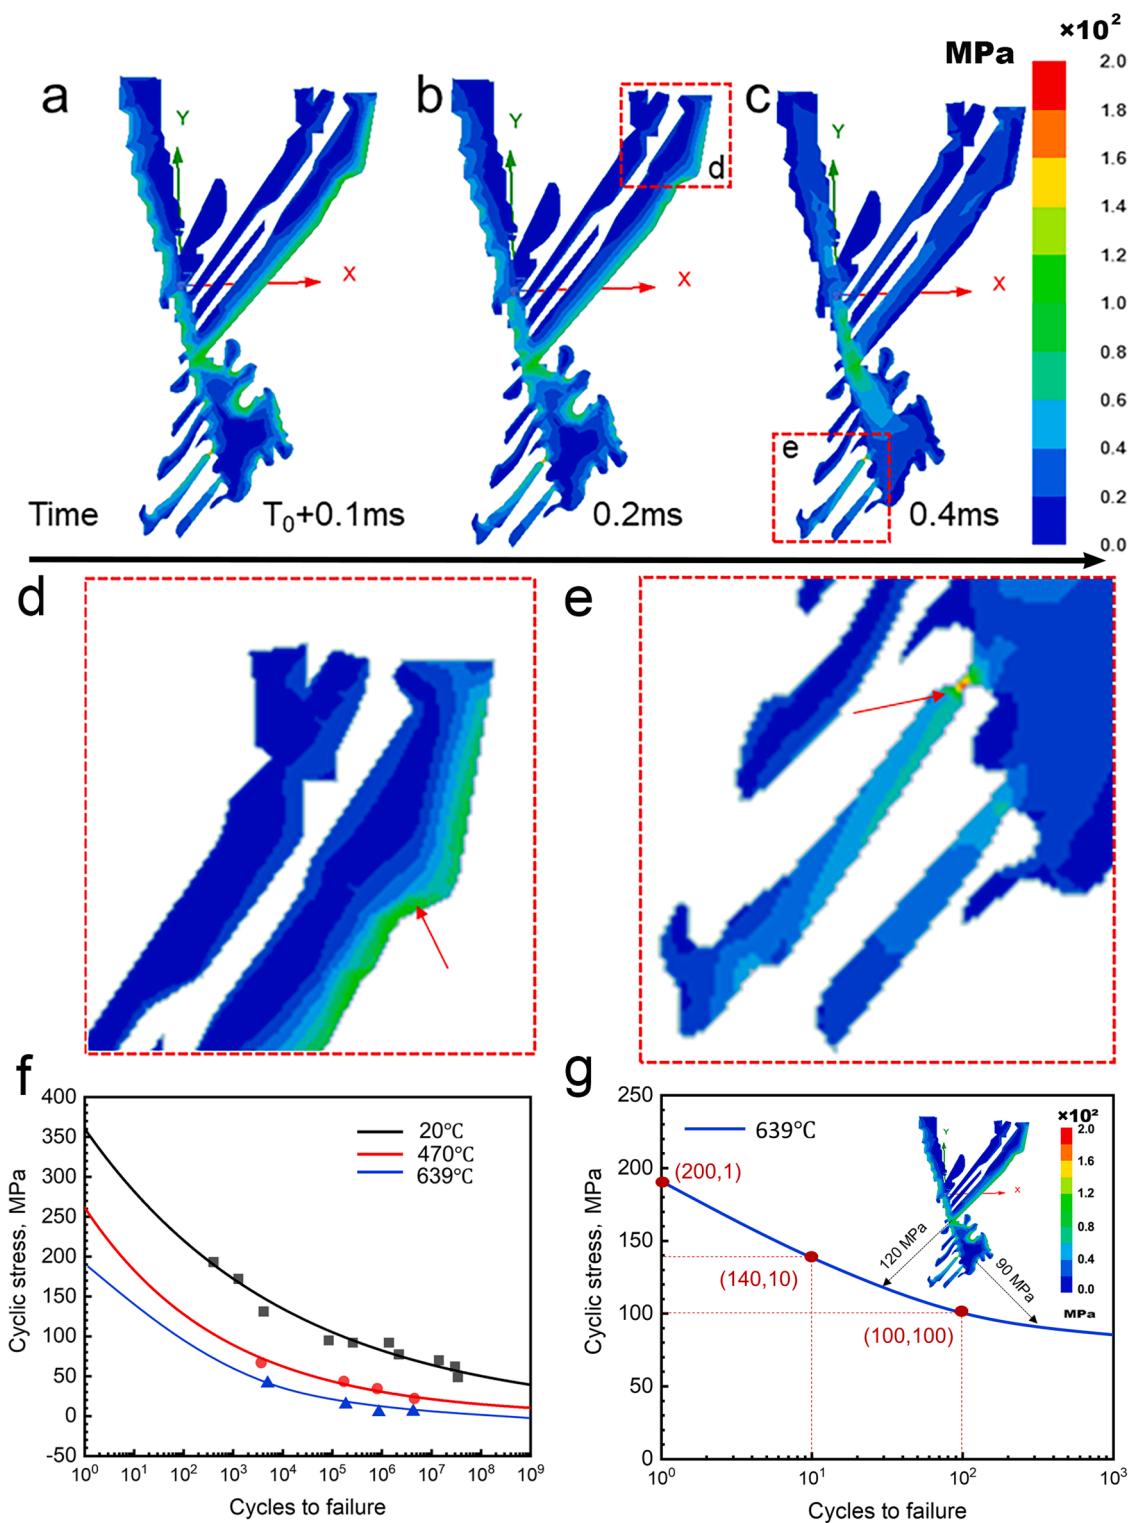 ×10²
MPa
a
b
c
Y
Y
Y
X
X
X
d
e
2.0
1.8
1.6
1.4
1.2
1.0
0.8
0.6
0.4
0.2
0.0
Time
T₀+0.1ms
0.2ms
0.4ms
d
e
f
g
400
350
300
250
200
150
100
50
0
-50
Cyclic stress, MPa
20℃
470℃
639℃
10⁰
10¹
10²
10³
10⁴
10⁵
10⁶
10⁷
10⁸
10⁹
Cycles to failure
250
200
150
100
50
0
Cyclic stress, MPa
639℃
(200,1)
(140,10)
(100,100)
120 MPa
90 MPa
Y
X
×10²
2.0
1.6
1.2
0.8
0.4
0.0
MPa
10⁰
10¹
10²
10³
Cycles to failure